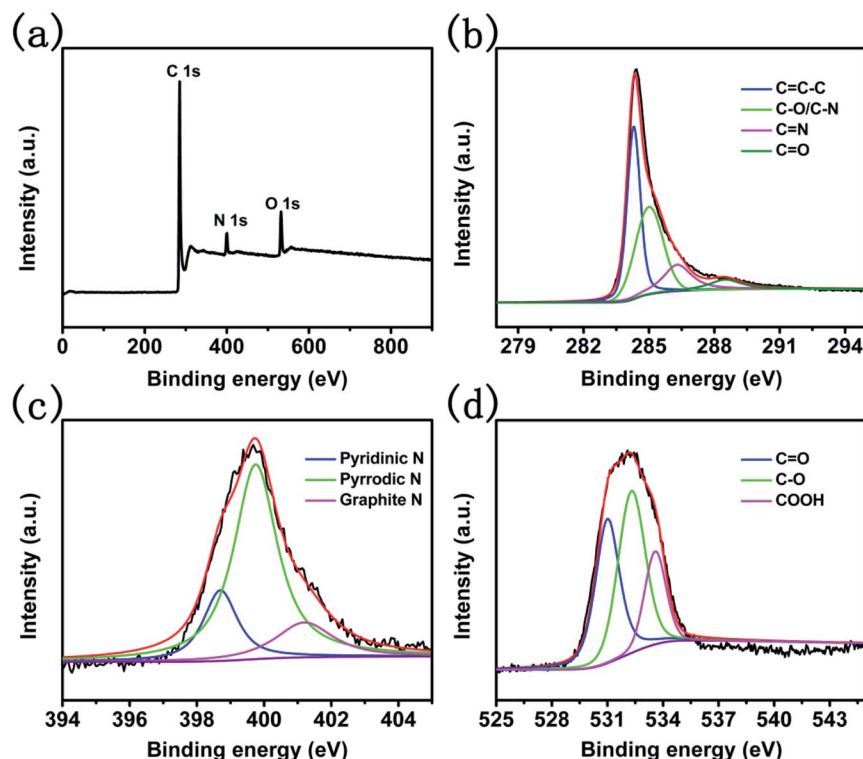 (a)
C 1s
N 1s
O 1s
Intensity (a.u.)
0 200 400 600 800
Binding energy (eV)
(b)
C=C-C
C-O/C-N
C=N
C=O
Intensity (a.u.)
279 282 285 288 291 294
Binding energy (eV)
(c)
Pyridinic N
Pyrrodic N
Graphite N
Intensity (a.u.)
394 396 398 400 402 404
Binding energy (eV)
(d)
C=O
C-O
COOH
Intensity (a.u.)
525 528 531 534 537 540 543
Binding energy (eV)